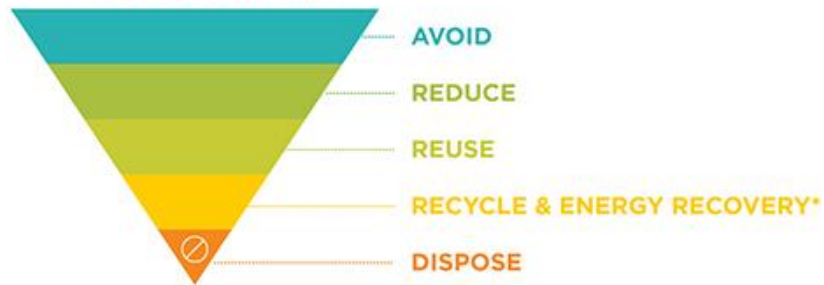 AVOID
REDUCE
REUSE
RECYCLE & ENERGY RECOVERY*
DISPOSE